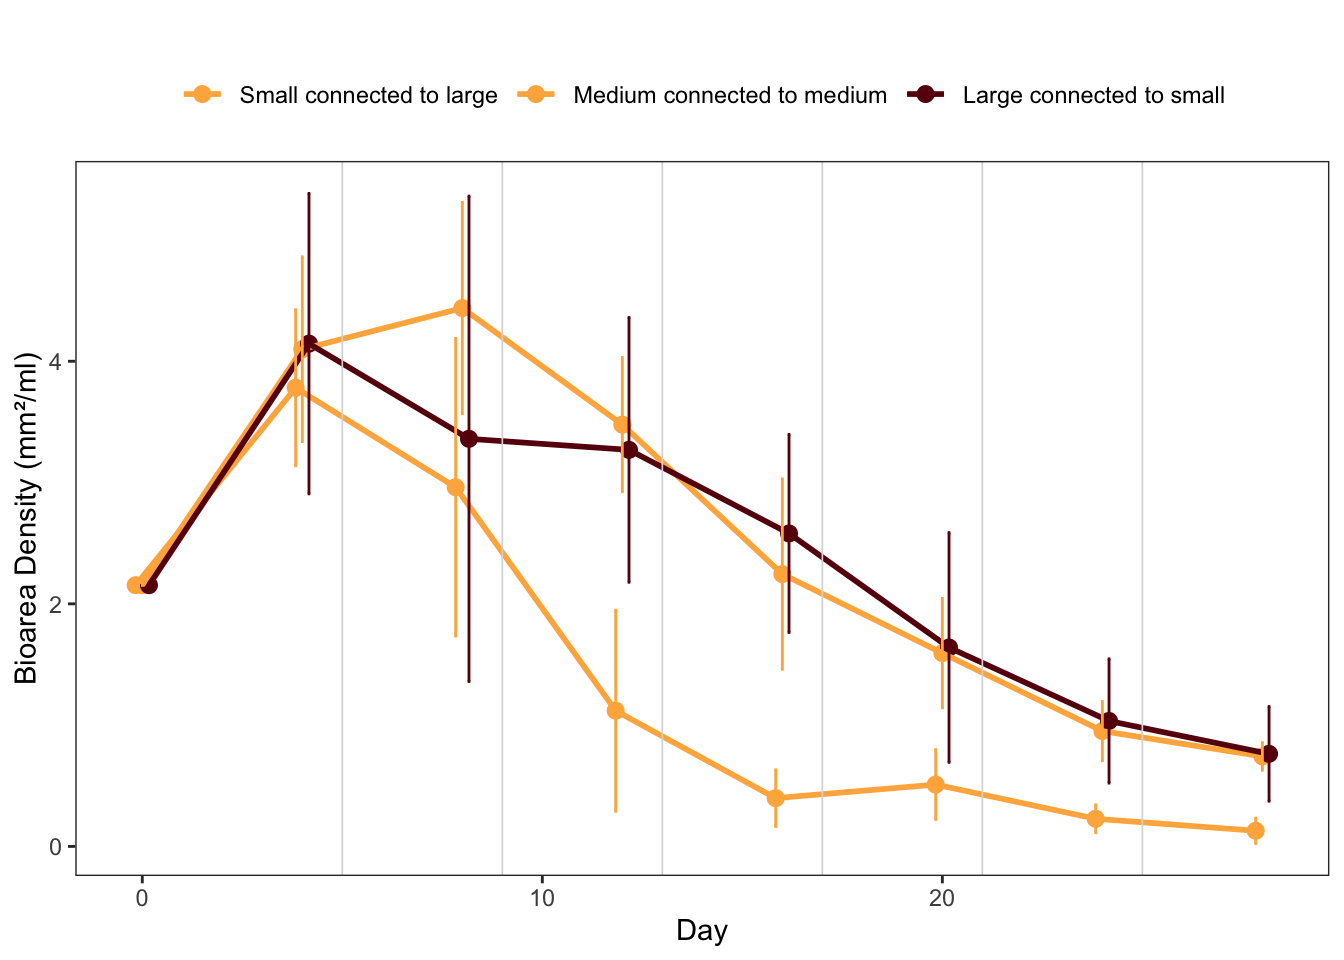 Small connected to large Medium connected to medium Large connected to small
Bioarea Density (mm²/ml)
4
2
0
0 10 20
Day